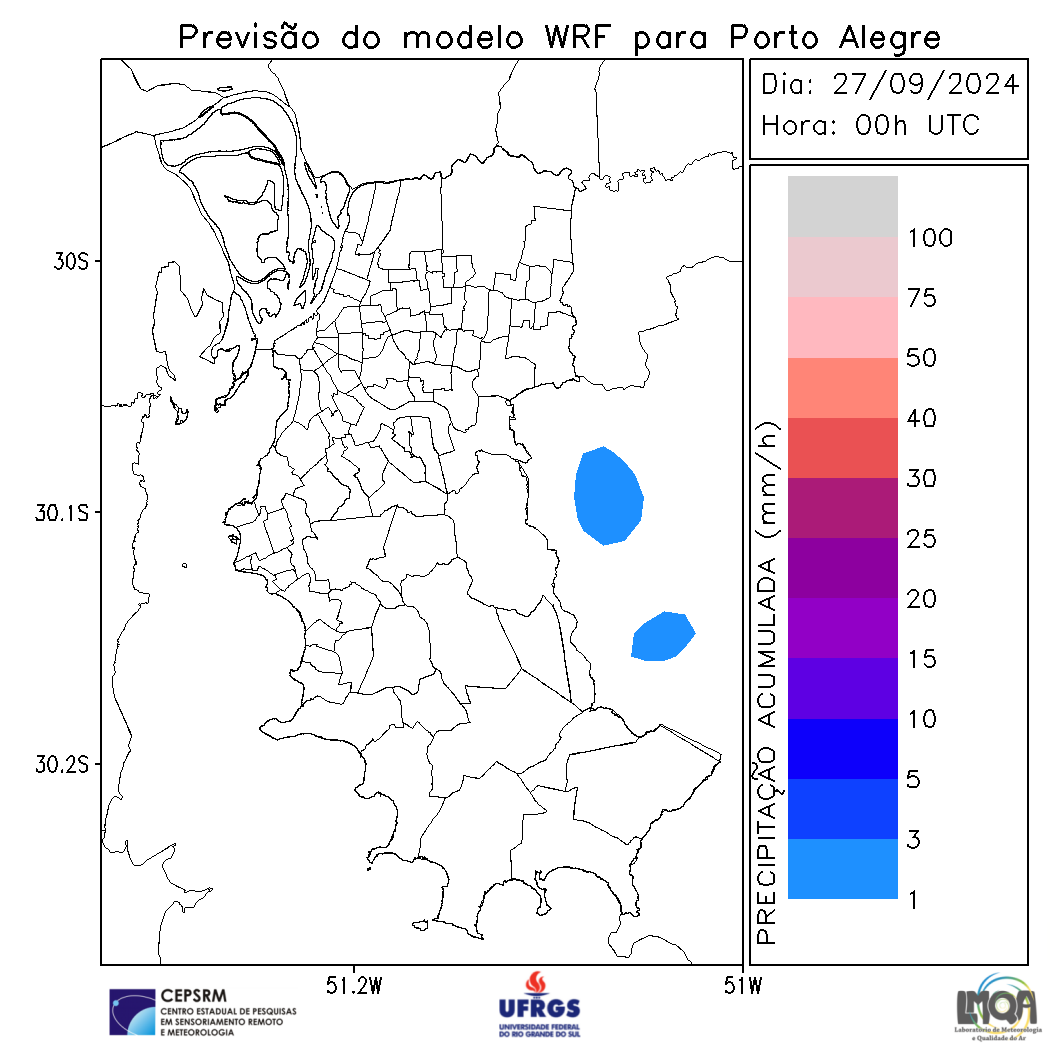 Previsão do modelo WRF para Porto Alegre
Dia: 27/09/2024
Hora: 00h UTC
30S
30.1S
30.2S
51.2W
51W
PRECIPITAÇÃO ACUMULADA (mm/h)
100
75
50
40
30
25
20
15
10
5
3
1
CEPSRM
CENTRO ESTADUAL DE PESQUISAS
EM SENSORIAMENTO REMOTO
E METEOROLOGIA
UFRGS
UNIVERSIDADE FEDERAL
DO RIO GRANDE DO SUL
LMQA
Laboratório de Meteorologia
e Qualidade do Ar